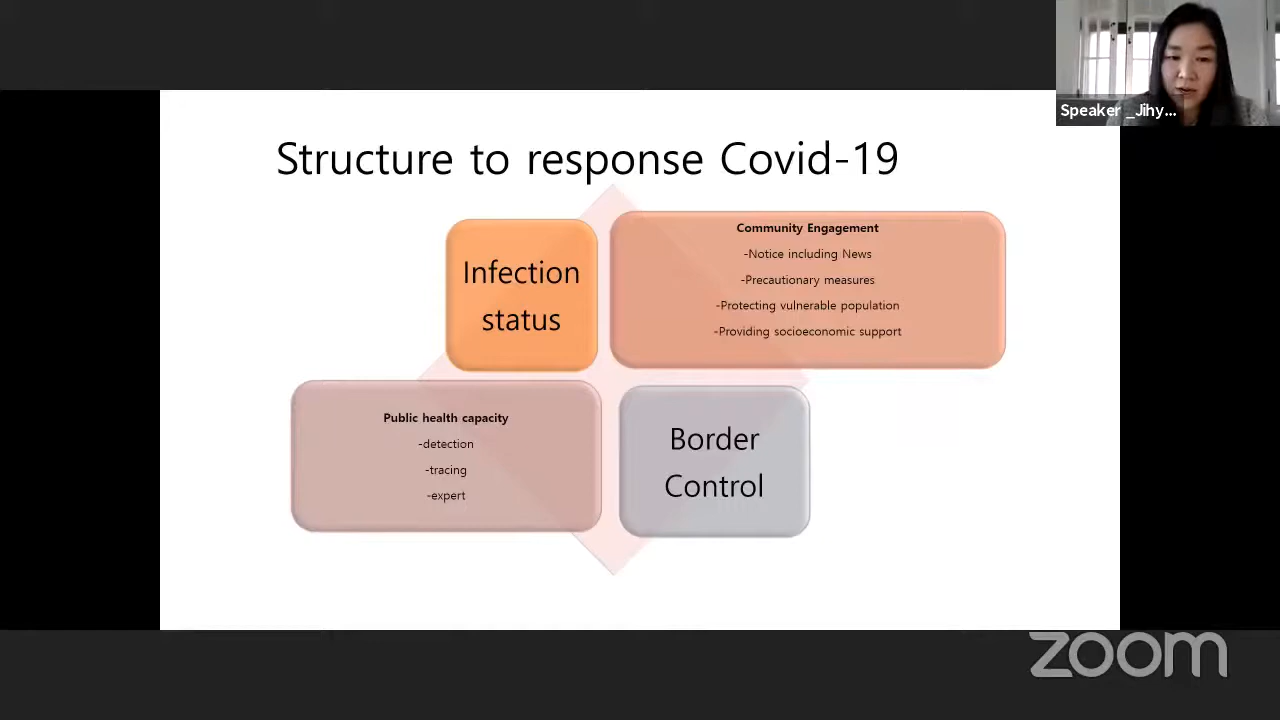 Speaker _Jihy...
Structure to response Covid-19
Infection
status
Community Engagement
-Notice including News
-Precautionary measures
-Protecting vulnerable population
-Providing socioeconomic support
Public health capacity
-detection
-tracing
-expert
Border
Control
zoom